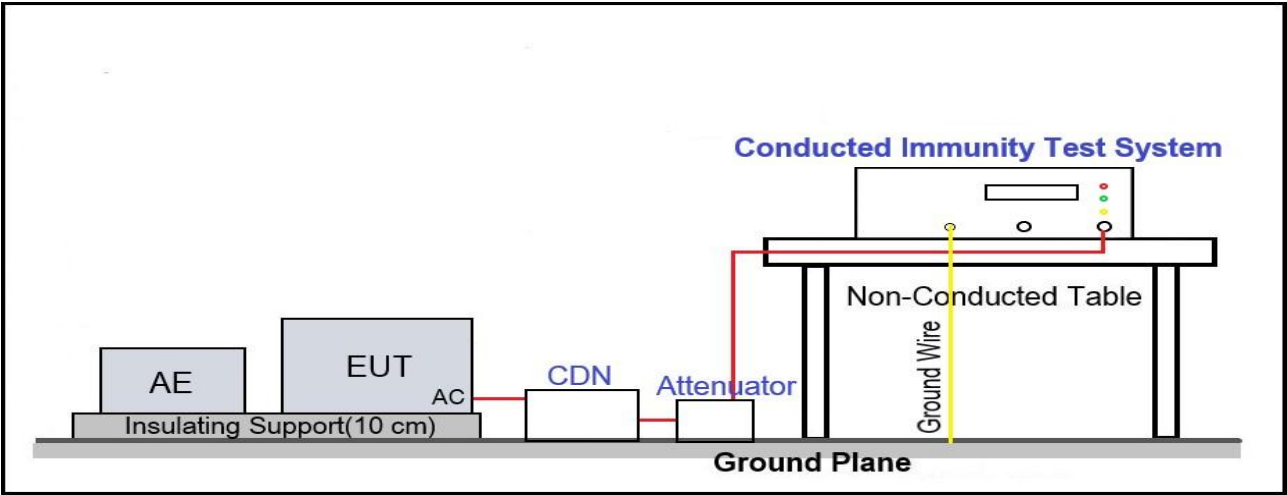 Conducted Immunity Test System
Non-Conducted Table
Ground Wire
CDN
Attenuator
EUT
AC
AE
Insulating Support(10 cm)
Ground Plane